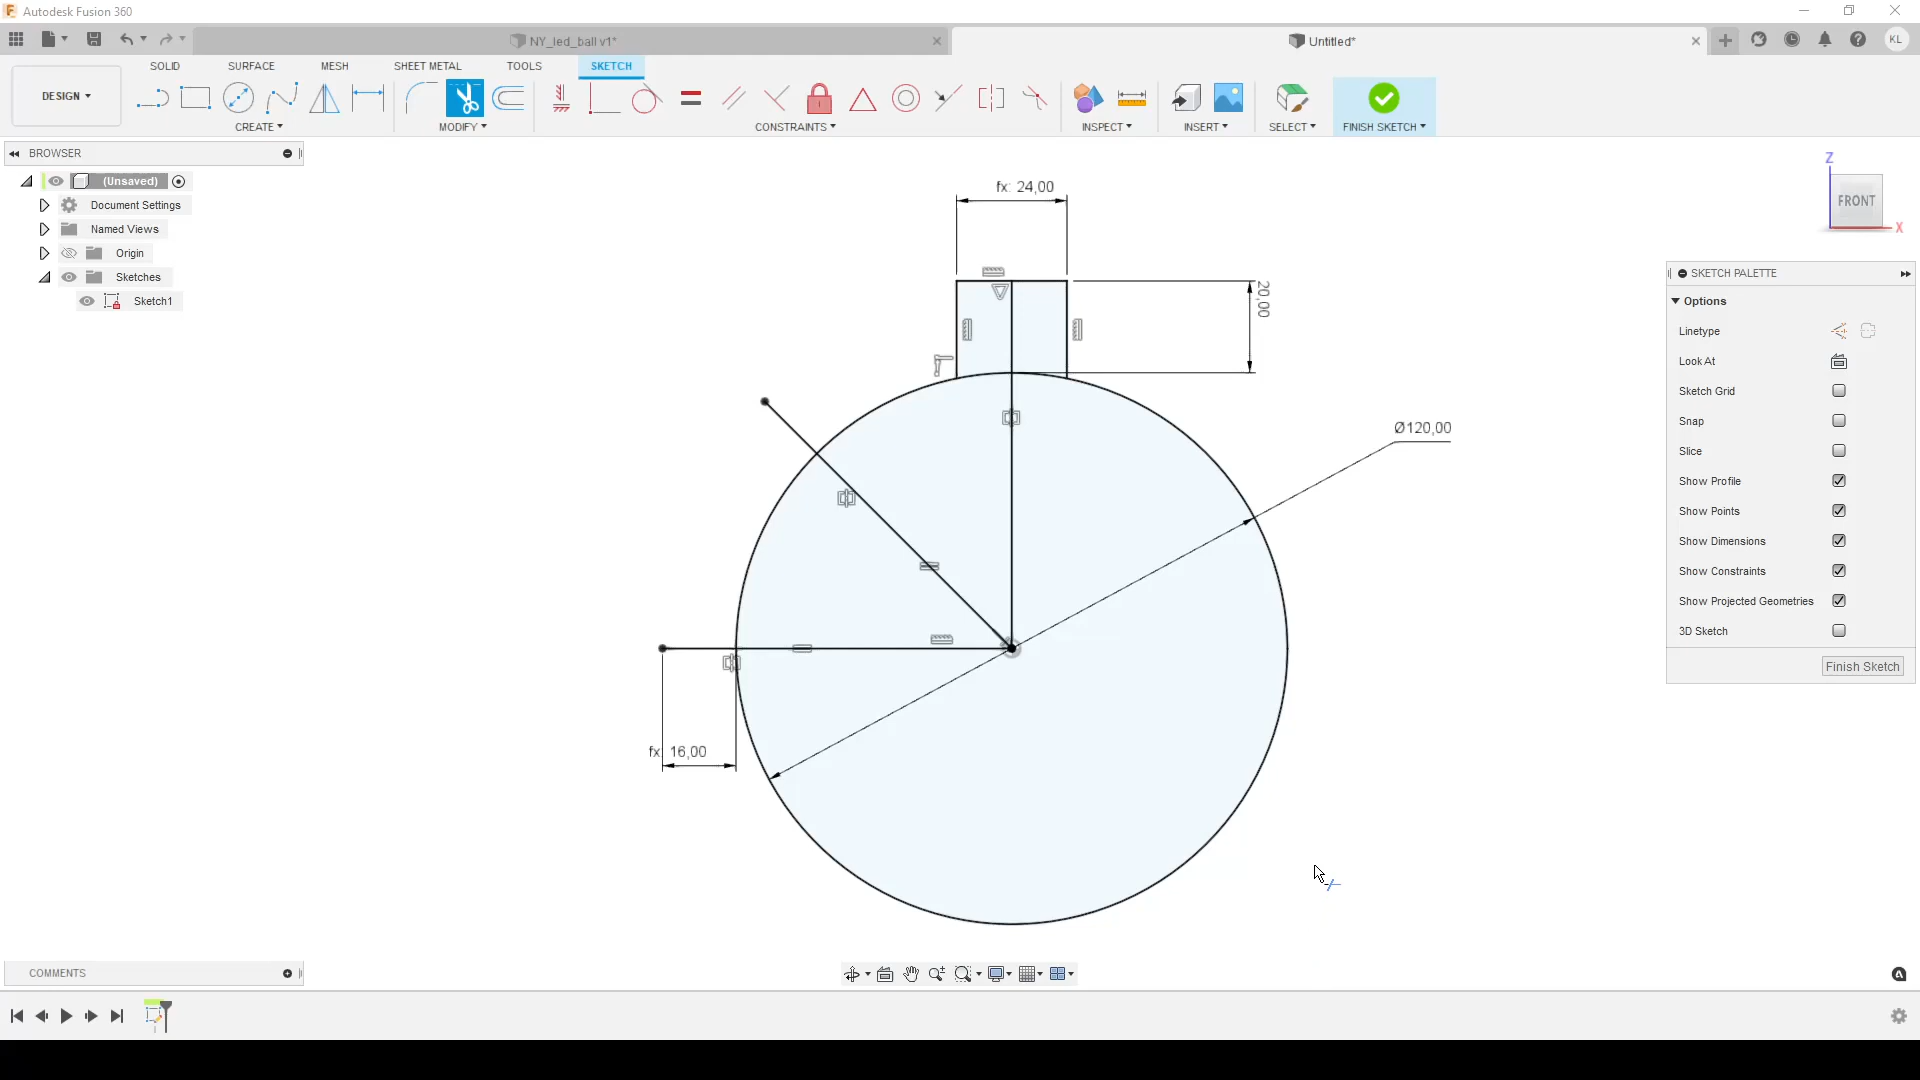 Autodesk Fusion 360
NY_led_ball v1*
Untitled*
KL
SOLID
SURFACE
MESH
SHEET METAL
TOOLS
SKETCH
DESIGN
CREATE
MODIFY
CONSTRAINTS
INSPECT
INSERT
SELECT
FINISH SKETCH
BROWSER
(Unsaved)
Document Settings
Named Views
Origin
Sketches
Sketch1
fx: 24,00
20,00
Ø120,00
fx: 16,00
Z
FRONT
X
SKETCH PALETTE
Options
Linetype
Look At
Sketch Grid
Snap
Slice
Show Profile
Show Points
Show Dimensions
Show Constraints
Show Projected Geometries
3D Sketch
Finish Sketch
COMMENTS